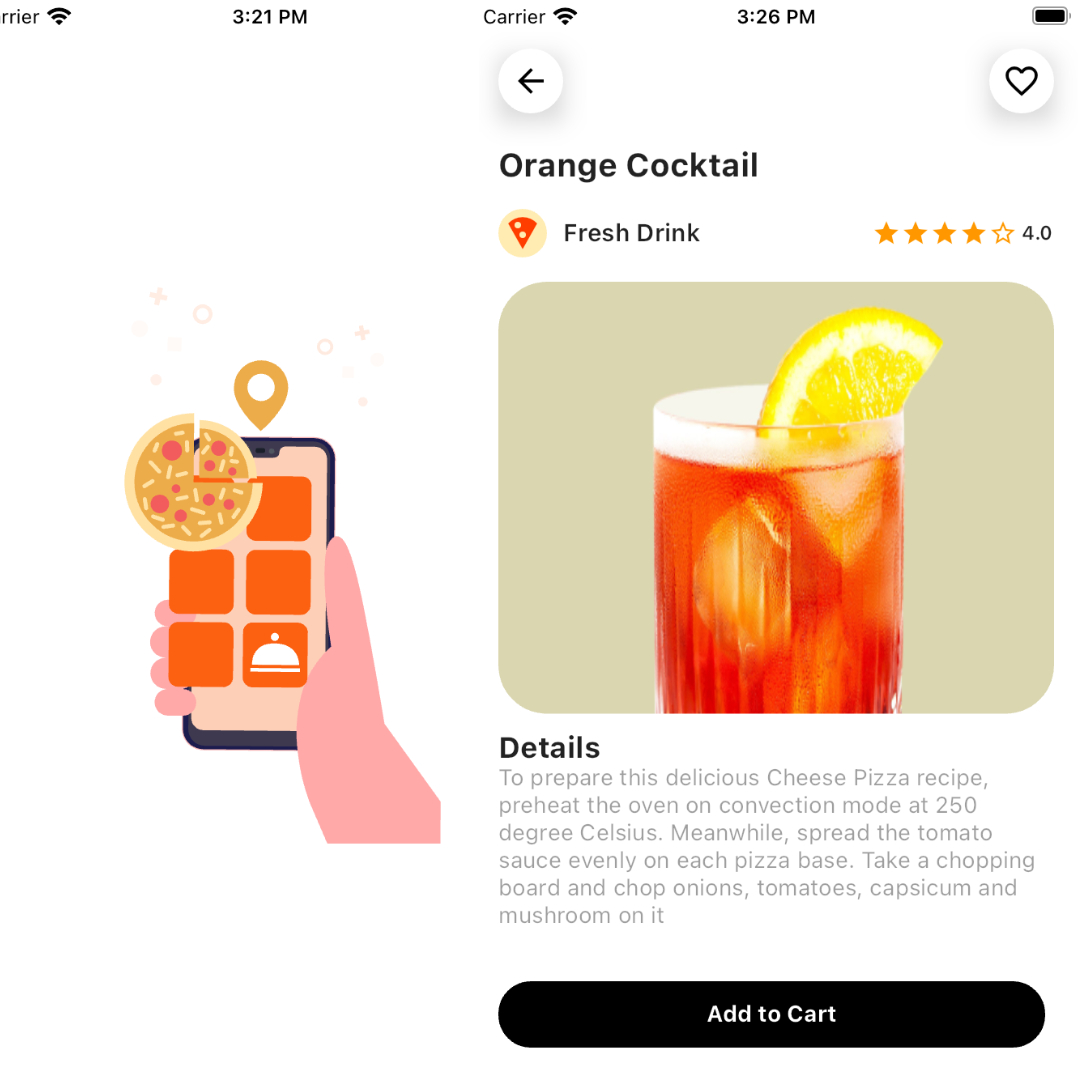 rrier
3:21 PM
Carrier
3:26 PM
Orange Cocktail
Fresh Drink
4.0
Details
To prepare this delicious Cheese Pizza recipe,
preheat the oven on convection mode at 250
degree Celsius. Meanwhile, spread the tomato
sauce evenly on each pizza base. Take a chopping
board and chop onions, tomatoes, capsicum and
mushroom on it
Add to Cart